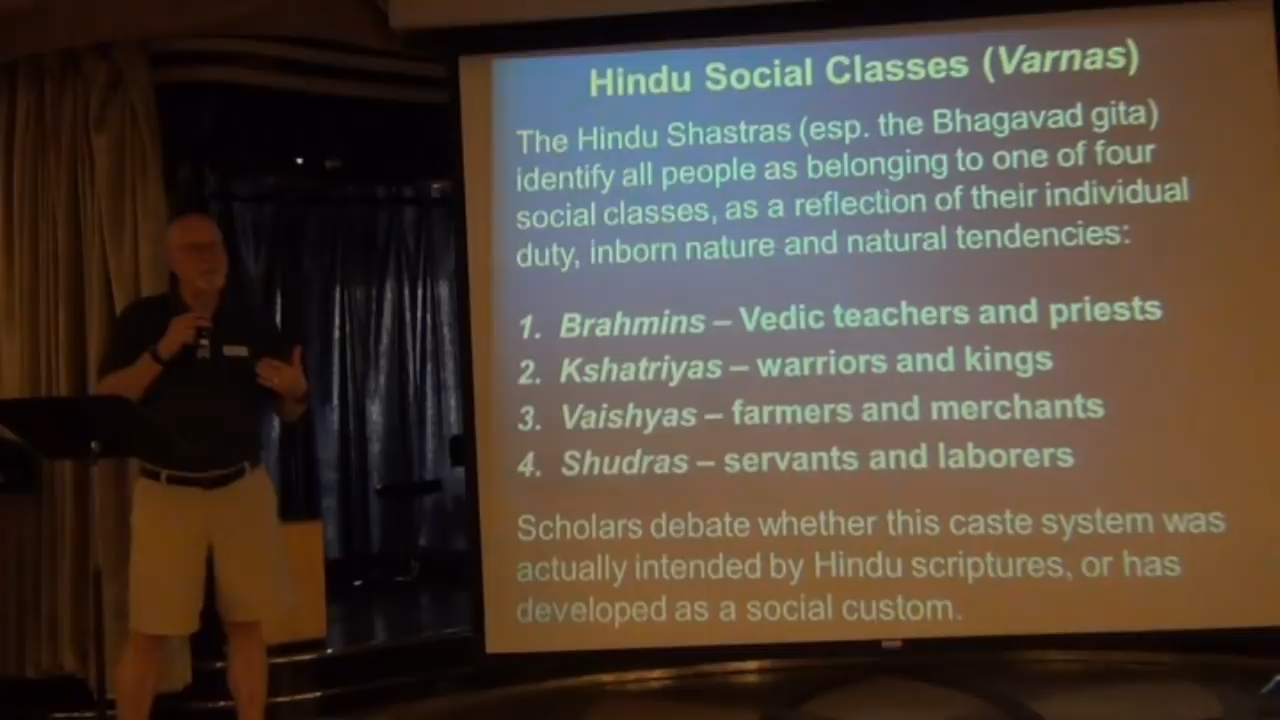 Hindu Social Classes (Varnas)
The Hindu Shastras (esp. the Bhagavad gita)
identify all people as belonging to one of four
social classes, as a reflection of their individual
duty, inborn nature and natural tendencies:
1. Brahmins – Vedic teachers and priests
2. Kshatriyas – warriors and kings
3. Vaishyas – farmers and merchants
4. Shudras – servants and laborers
Scholars debate whether this caste system was
actually intended by Hindu scriptures, or has
developed as a social custom.